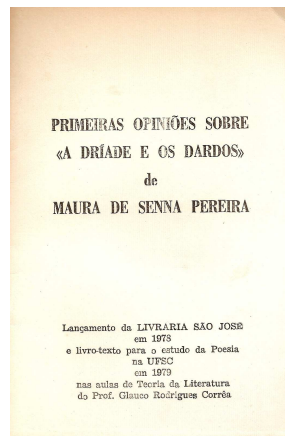 PRIMEIRAS OPINIÕES SOBRE
«A DRÍADE E OS DARDOS»
de
MAURA DE SENNA PEREIRA
Lançamento da LIVRARIA SÃO JOSÉ
em 1978
e livro-texto para o estudo da Poesia
na UFSC
em 1979
nas aulas de Teoria da Literatura
do Prof. Glauco Rodrigues Corrêa